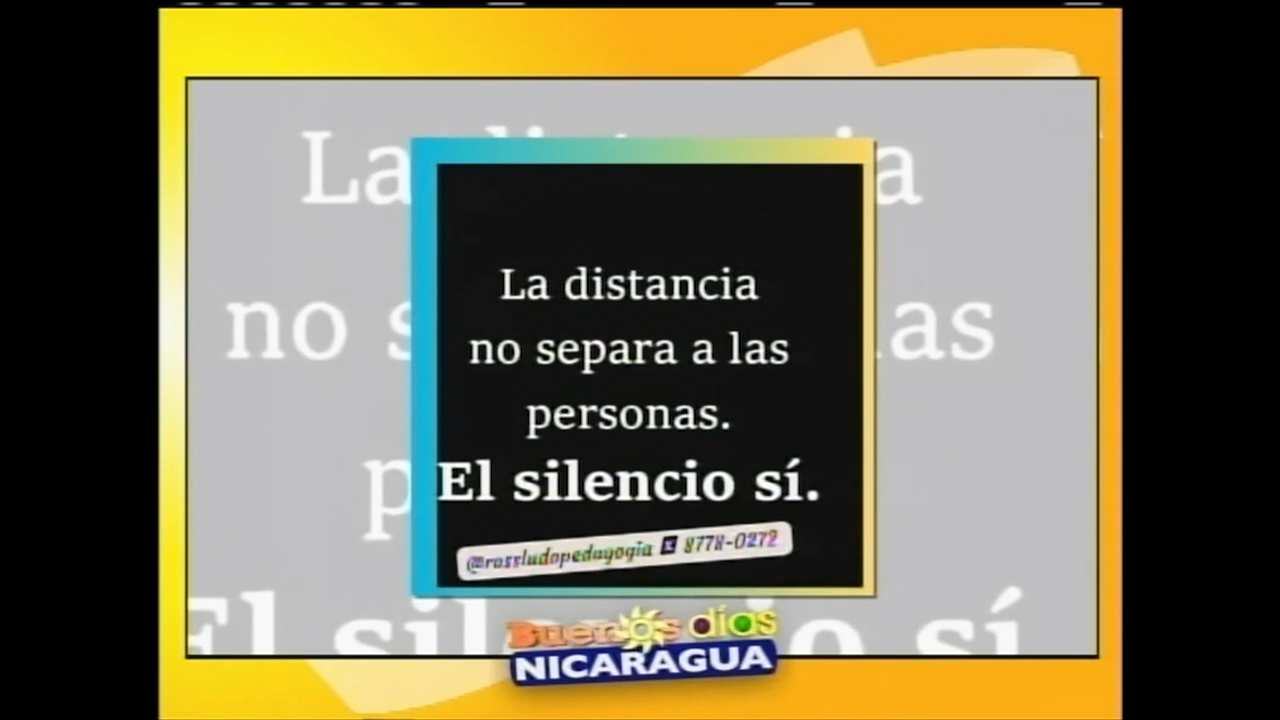 La distancia
no separa a las
personas.
El silencio sí.
@rossludopedagogia 8778-0272
Buenos días
NICARAGUA